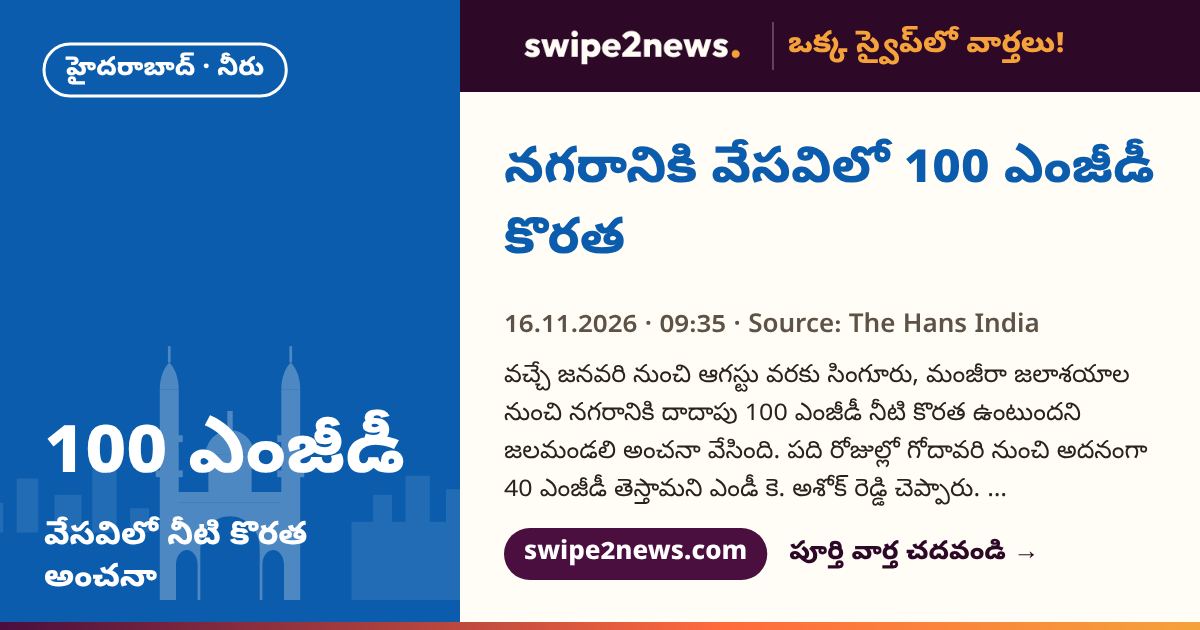 హైదరాబాద్ · నీరు
100 ఎంజీడీ
వేసవిలో నీటి కొరత
అంచనా
swipe2news.
ఒక్క స్వైప్‌లో వార్తలు!
నగరానికి వేసవిలో 100 ఎంజీడీ
కొరత
16.11.2026 · 09:35 · Source: The Hans India
వచ్చే జనవరి నుంచి ఆగస్టు వరకు సింగూరు, మంజీరా జలాశయాల
నుంచి నగరానికి దాదాపు 100 ఎంజీడీ నీటి కొరత ఉంటుందని
జలమండలి అంచనా వేసింది. పది రోజుల్లో గోదావరి నుంచి అదనంగా
40 ఎంజీడీ తెస్తామని ఎండీ కె. అశోక్ రెడ్డి చెప్పారు. ...
swipe2news.com
పూర్తి వార్త చదవండి →